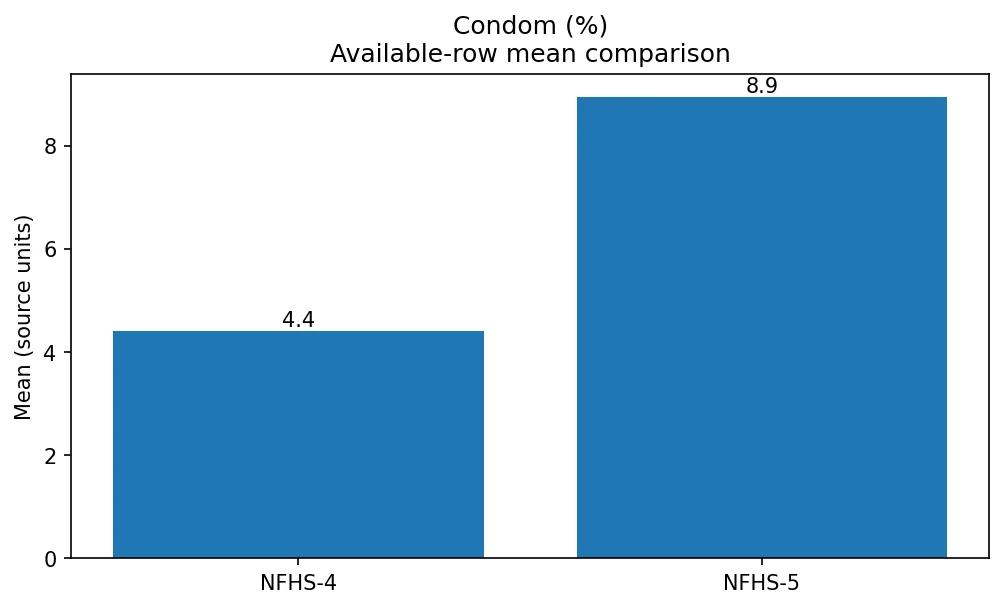 Condom (%)
Available-row mean comparison
Mean (source units)
8
6
4
2
0
4.4
8.9
NFHS-4
NFHS-5